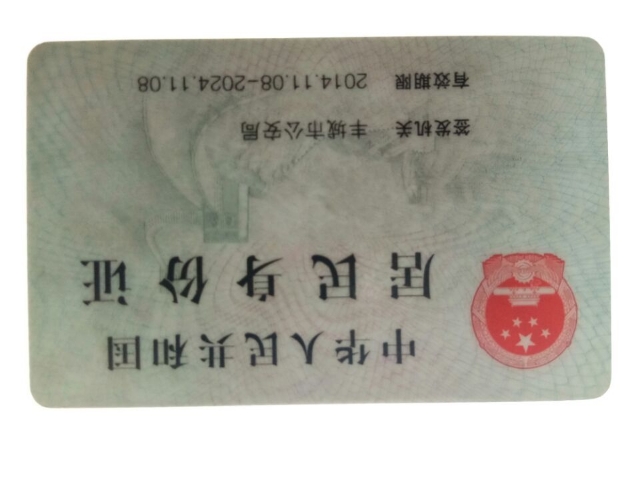 中华人民共和国
居民身份证
签发机关 丰城市公安局
有效期限 2014.11.08-2024.11.08